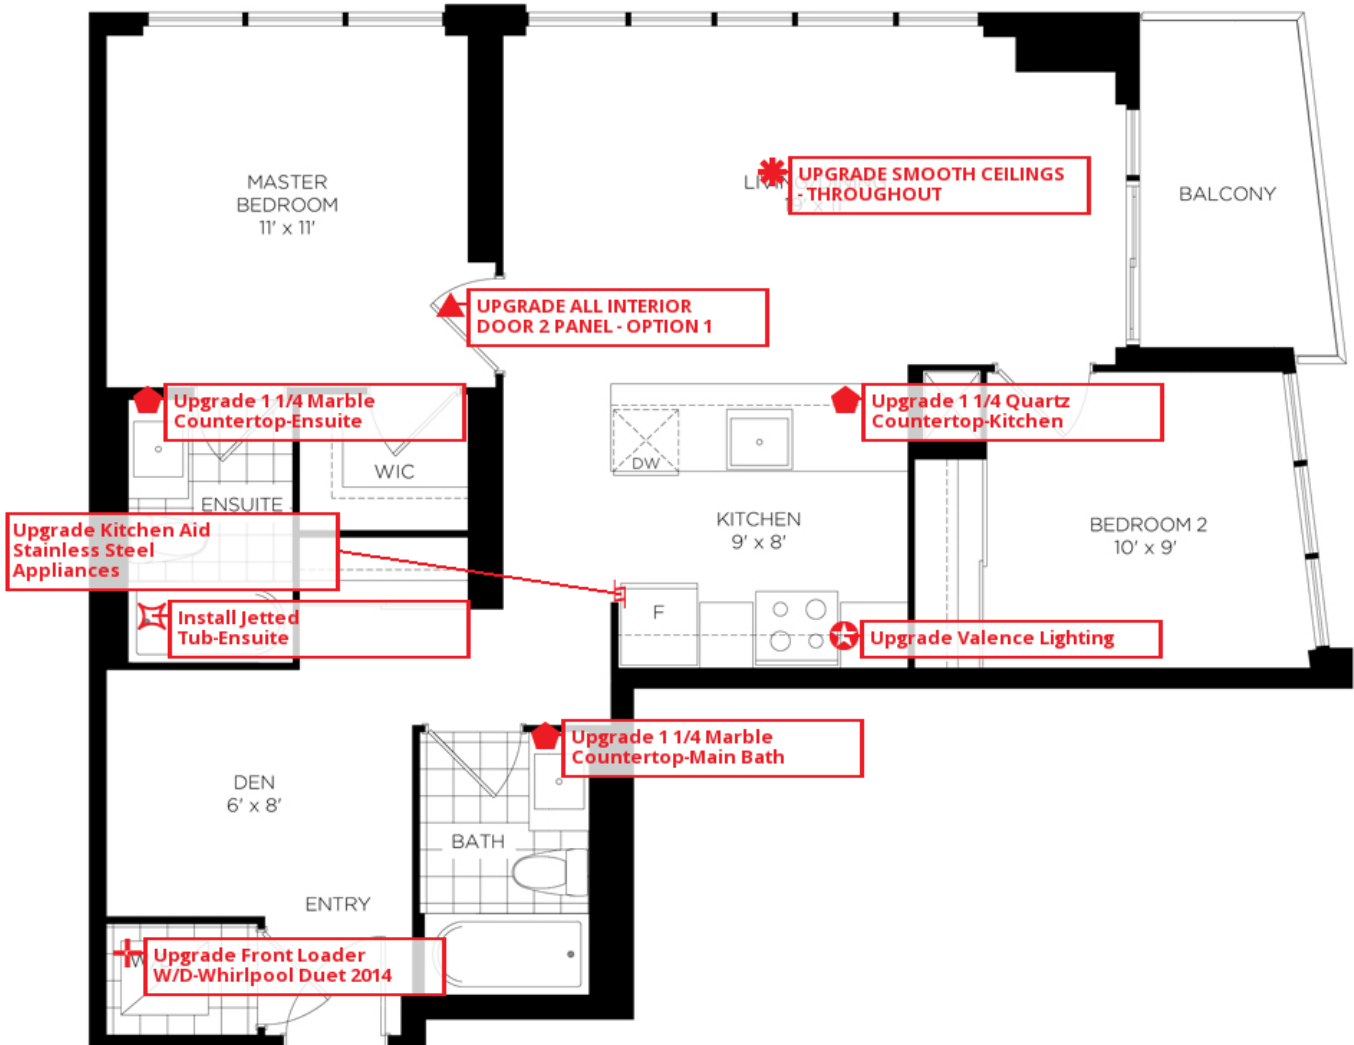 MASTER
BEDROOM
11' x 11'
UPGRADE SMOOTH CEILINGS
- THROUGHOUT
BALCONY
UPGRADE ALL INTERIOR
DOOR 2 PANEL - OPTION 1
Upgrade 1 1/4 Marble
Countertop-Ensuite
Upgrade 1 1/4 Quartz
Countertop-Kitchen
DW
WIC
ENSUITE
KITCHEN
9' x 8'
BEDROOM 2
10' x 9'
Upgrade Kitchen Aid
Stainless Steel
Appliances
Install Jetted
Tub-Ensuite
F
Upgrade Valence Lighting
Upgrade 1 1/4 Marble
Countertop-Main Bath
DEN
6' x 8'
BATH
ENTRY
Upgrade Front Loader
W/D-Whirlpool Duet 2014